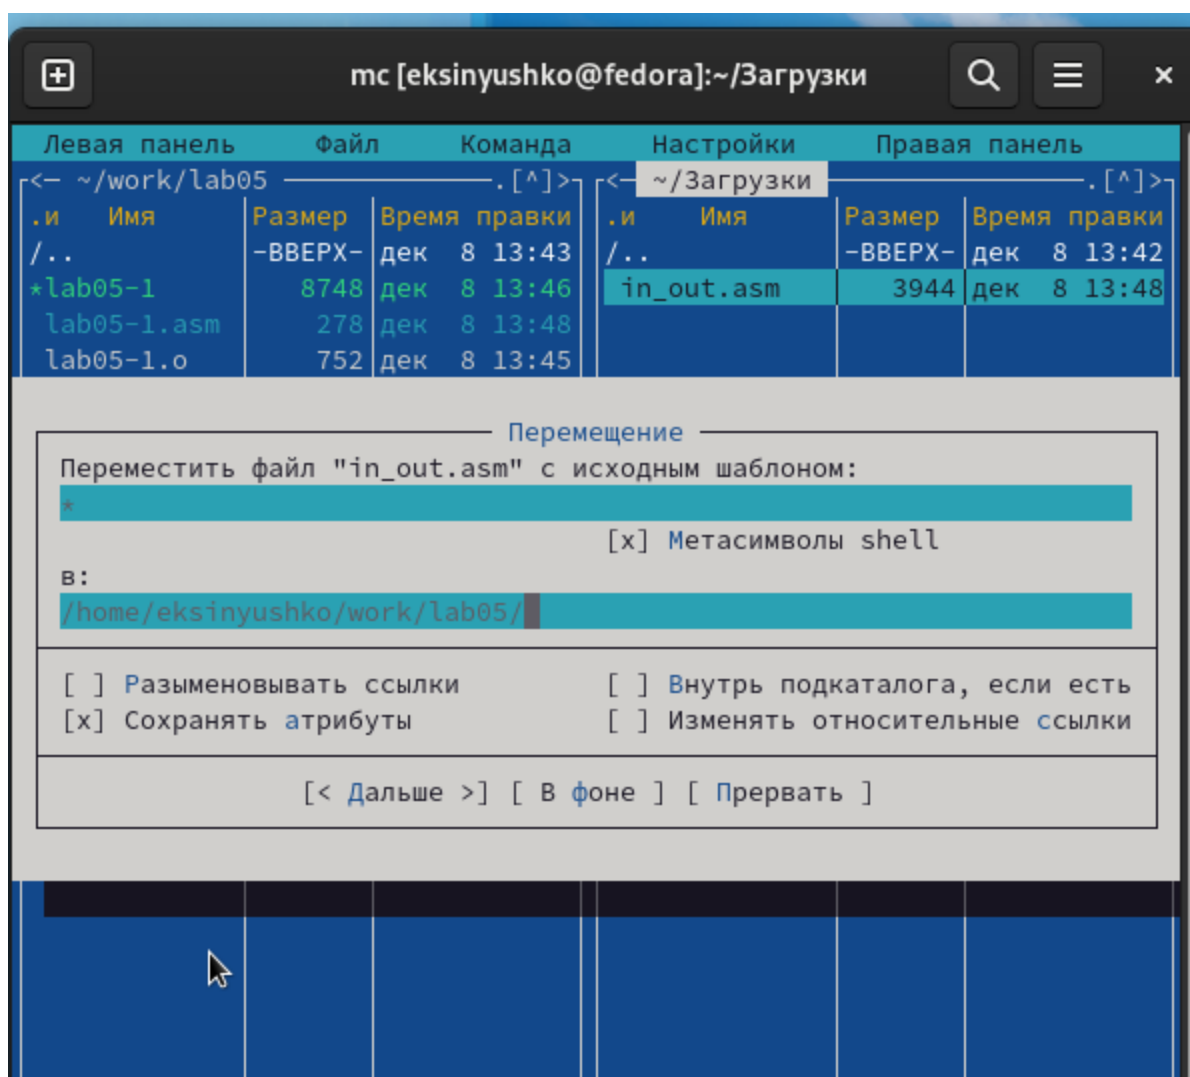 mc [eksinyushko@fedora]:~/Загрузки
Левая панель Файл Команда Настройки Правая панель
<— ~/work/lab05 .[^]> <— ~/Загрузки .[^]>
.и Имя Размер Время правки .и Имя Размер Время правки
/.. -ВВЕРХ- дек 8 13:43 /.. -ВВЕРХ- дек 8 13:42
*lab05-1 8748 дек 8 13:46 in_out.asm 3944 дек 8 13:48
lab05-1.asm 278 дек 8 13:48
lab05-1.o 752 дек 8 13:45
Перемещение
Переместить файл "in_out.asm" с исходным шаблоном:
*
[x] Метасимволы shell
в:
/home/eksinyushko/work/lab05/
[ ] Разыменовывать ссылки [ ] Внутрь подкаталога, если есть
[x] Сохранять атрибуты [ ] Изменять относительные ссылки
[< Дальше >] [ В фоне ] [ Прервать ]